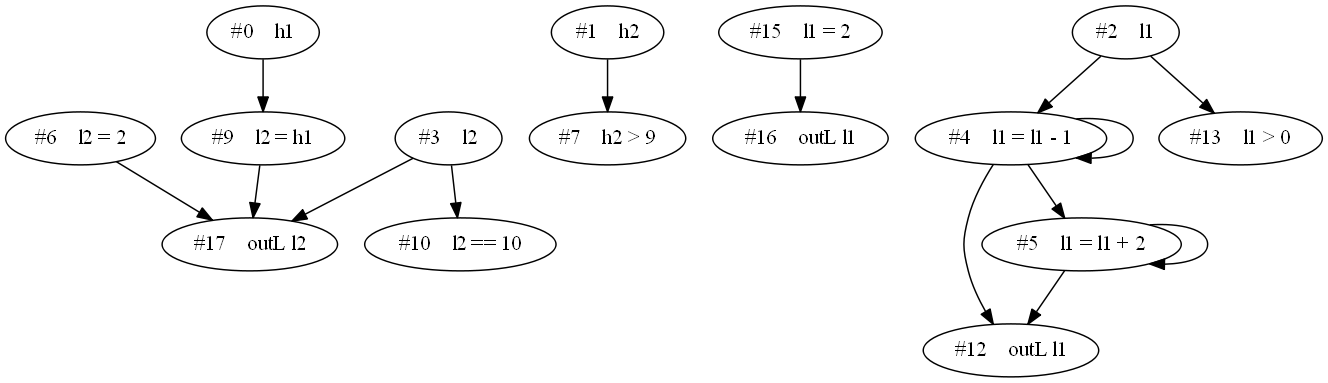 #0 h1
#1 h2
#15 l1 = 2
#2 l1
#6 l2 = 2
#9 l2 = h1
#3 l2
#7 h2 > 9
#16 outL l1
#4 l1 = l1 - 1
#13 l1 > 0
#17 outL l2
#10 l2 == 10
#5 l1 = l1 + 2
#12 outL l1